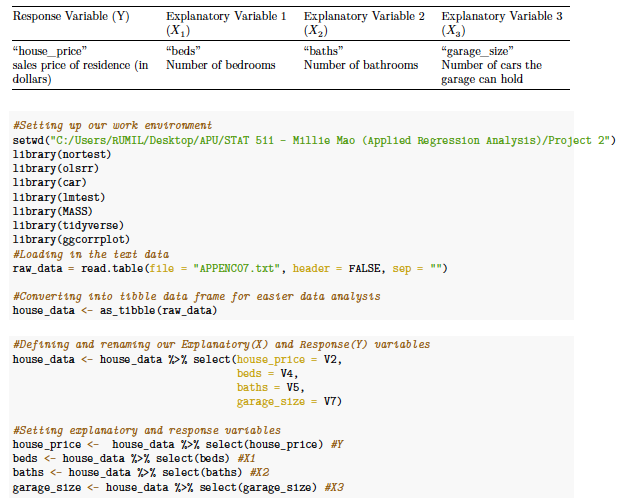 Response Variable (Y) Explanatory Variable 1 Explanatory Variable 2 Explanatory Variable 3
(X₁) (X₂) (X₃)
“house_price” “beds” “baths” “garage_size”
sales price of residence (in Number of bedrooms Number of bathrooms Number of cars the
dollars) garage can hold
#Setting up our work environment
setwd("C:/Users/RUMIL/Desktop/APU/STAT 511 - Millie Mao (Applied Regression Analysis)/Project 2")
library(nortest)
library(olsrr)
library(car)
library(lmtest)
library(MASS)
library(tidyverse)
library(ggcorrplot)
#Loading in the text data
raw_data = read.table(file = "APPENC07.txt", header = FALSE, sep = "")
#Converting into tibble data frame for easier data analysis
house_data <- as_tibble(raw_data)
#Defining and renaming our Explanatory(X) and Response(Y) variables
house_data <- house_data %>% select(house_price = V2,
beds = V4,
baths = V5,
garage_size = V7)
#Setting explanatory and response variables
house_price <- house_data %>% select(house_price) #Y
beds <- house_data %>% select(beds) #X1
baths <- house_data %>% select(baths) #X2
garage_size <- house_data %>% select(garage_size) #X3